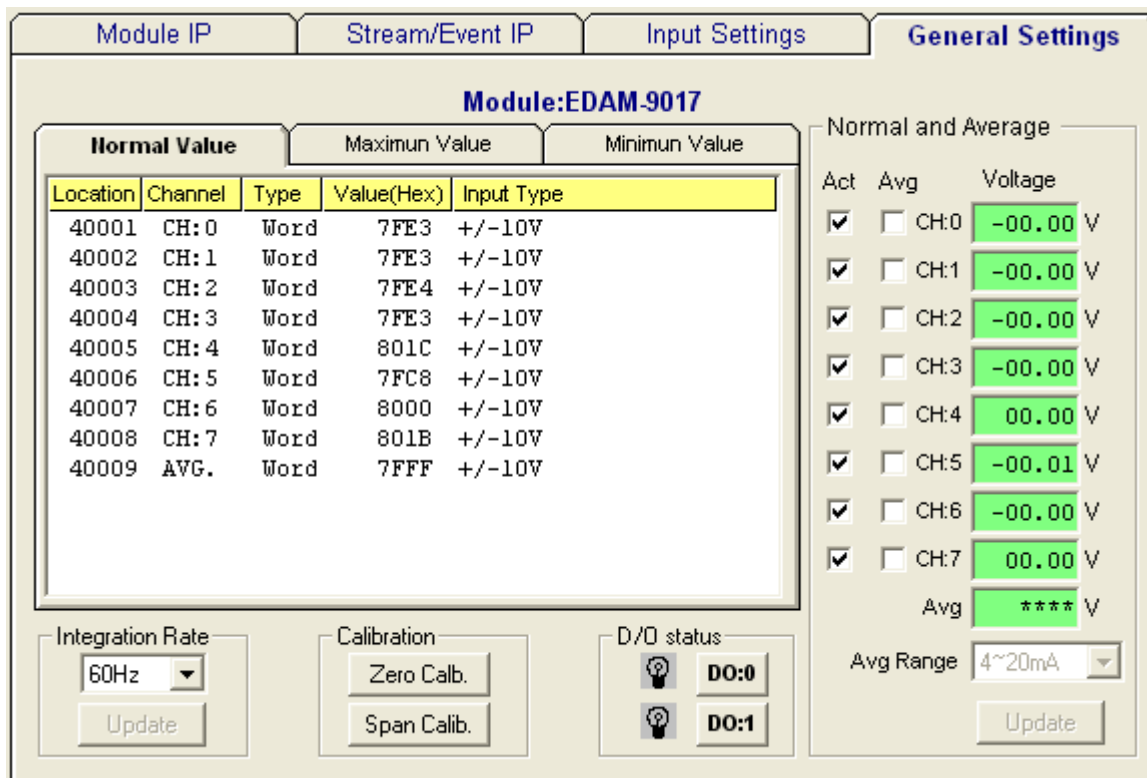 Module IP Stream/Event IP Input Settings General Settings
Module:EDAM-9017
Normal Value Maximun Value Minimun Value
Location Channel Type Value(Hex) Input Type
40001 CH:0 Word 7FE3 +/-10V
40002 CH:1 Word 7FE3 +/-10V
40003 CH:2 Word 7FE4 +/-10V
40004 CH:3 Word 7FE3 +/-10V
40005 CH:4 Word 801C +/-10V
40006 CH:5 Word 7FC8 +/-10V
40007 CH:6 Word 8000 +/-10V
40008 CH:7 Word 801B +/-10V
40009 AVG. Word 7FFF +/-10V
Normal and Average
Act Avg Voltage
CH:0 -00.00 V
CH:1 -00.00 V
CH:2 -00.00 V
CH:3 -00.00 V
CH:4 00.00 V
CH:5 -00.01 V
CH:6 -00.00 V
CH:7 00.00 V
Avg **** V
Avg Range 4~20mA
Update
Integration Rate
60Hz
Update
Calibration
Zero Calb.
Span Calib.
D/O status
DO:0
DO:1